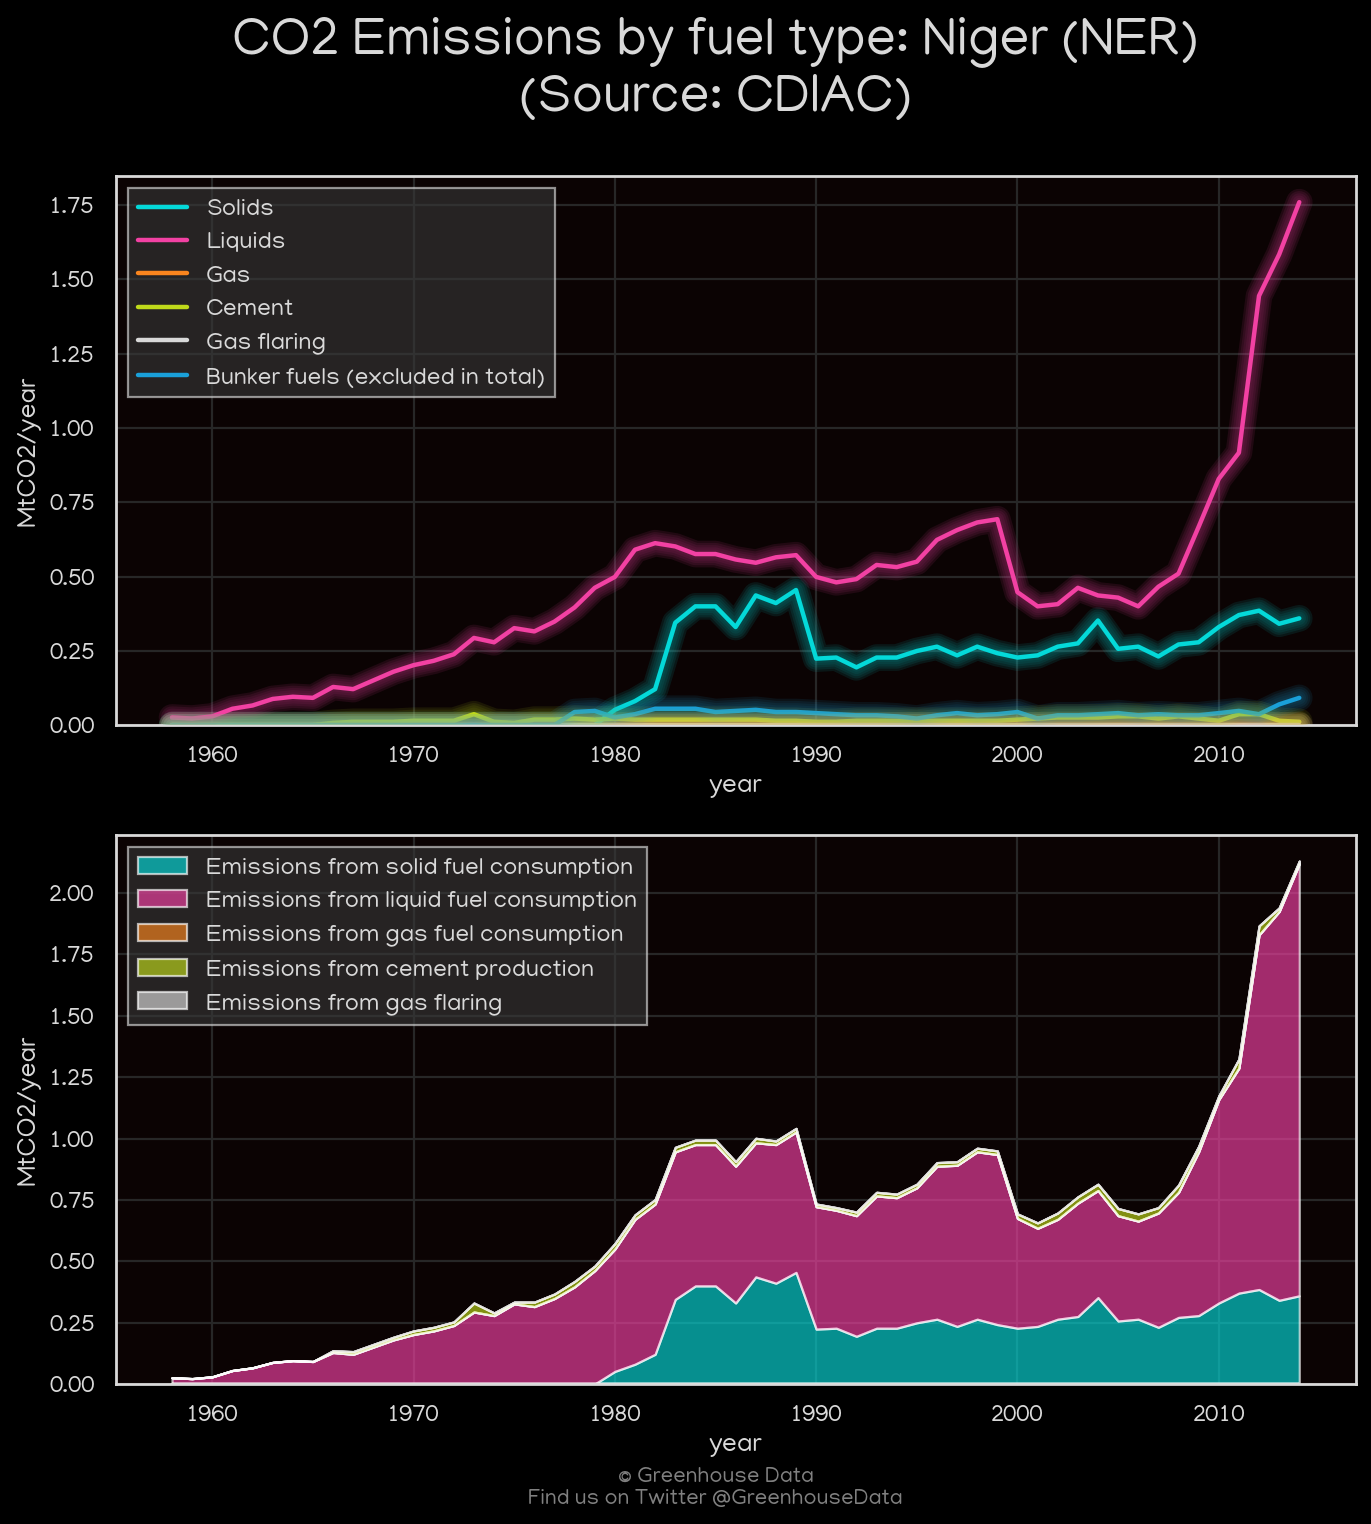 CO2 Emissions by fuel type: Niger (NER)
(Source: CDIAC)
Solids
Liquids
Gas
Cement
Gas flaring
Bunker fuels (excluded in total)
1.75
1.50
1.25
1.00
0.75
0.50
0.25
0.00
MtCO2/year
1960 1970 1980 1990 2000 2010
year
Emissions from solid fuel consumption
Emissions from liquid fuel consumption
Emissions from gas fuel consumption
Emissions from cement production
Emissions from gas flaring
2.00
1.75
1.50
1.25
1.00
0.75
0.50
0.25
0.00
MtCO2/year
1960 1970 1980 1990 2000 2010
year
© Greenhouse Data
Find us on Twitter @GreenhouseData